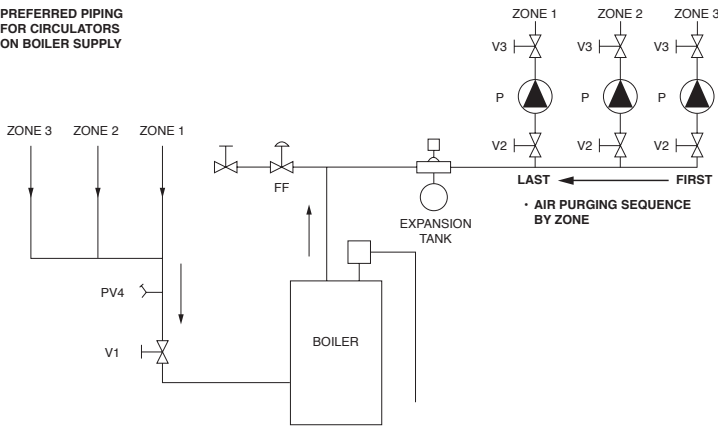 PREFERRED PIPING
FOR CIRCULATORS
ON BOILER SUPPLY
ZONE 1 ZONE 2 ZONE 3
V3 V3 V3
P P P
ZONE 3 ZONE 2 ZONE 1
V2 V2 V2
FF
LAST FIRST
• AIR PURGING SEQUENCE
BY ZONE
EXPANSION
TANK
PV4
BOILER
V1